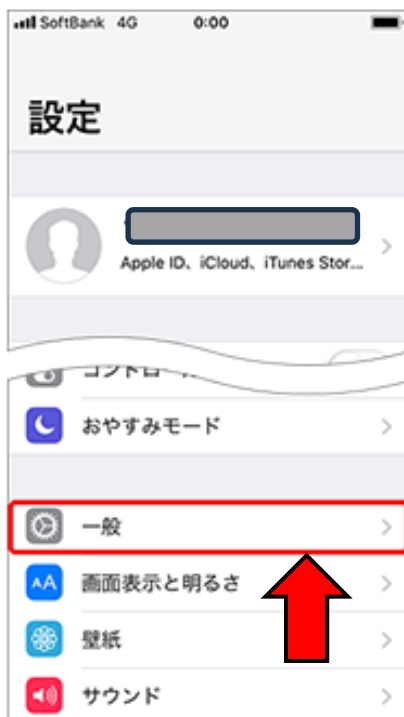 SoftBank 4G 0:00
設定
Apple ID、iCloud、iTunes Stor...
おやすみモード
一般
AA 画面表示と明るさ
壁紙
サウンド